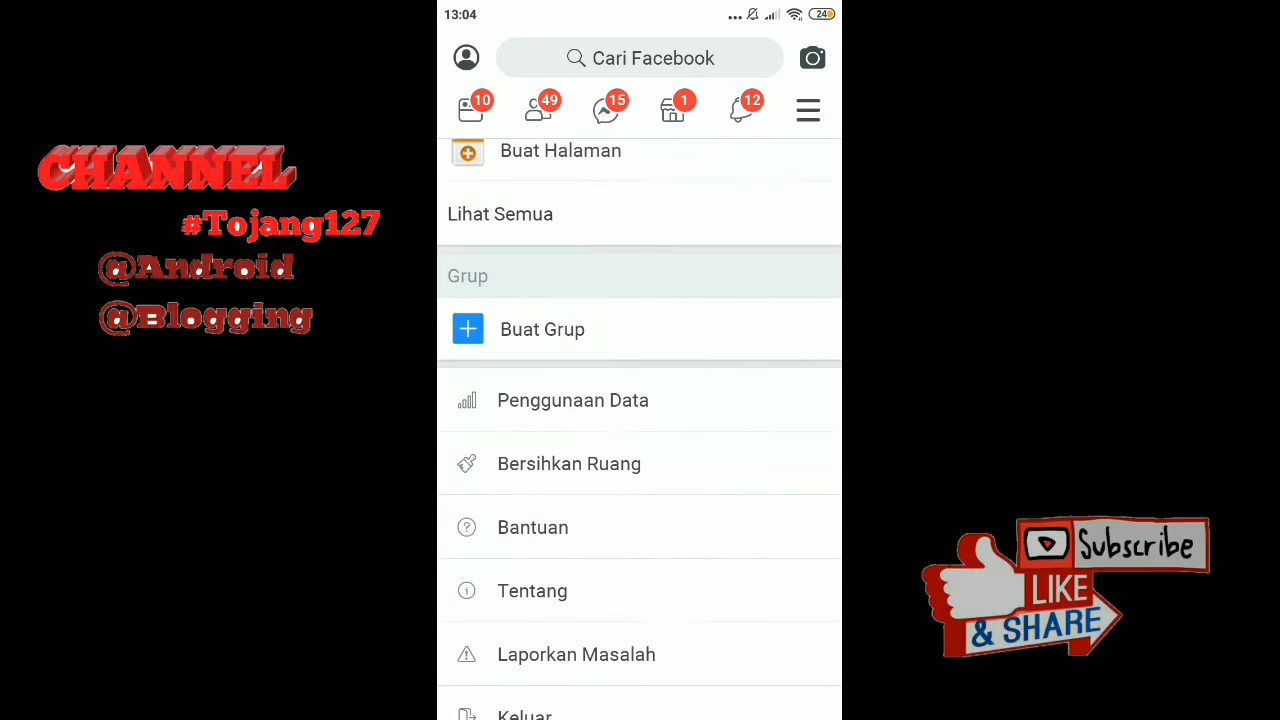 13:04
24
Cari Facebook
10
49
15
1
12
Buat Halaman
Lihat Semua
Grup
Buat Grup
Penggunaan Data
Bersihkan Ruang
Bantuan
Tentang
Laporkan Masalah
Keluar
CHANNEL
#Tojang127
@Android
@Blogging
Subscribe
LIKE
& SHARE